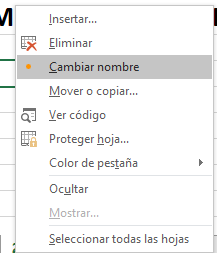 Insertar...
Eliminar
Cambiar nombre
Mover o copiar...
Ver código
Proteger hoja...
Color de pestaña
Ocultar
Mostrar...
Seleccionar todas las hojas